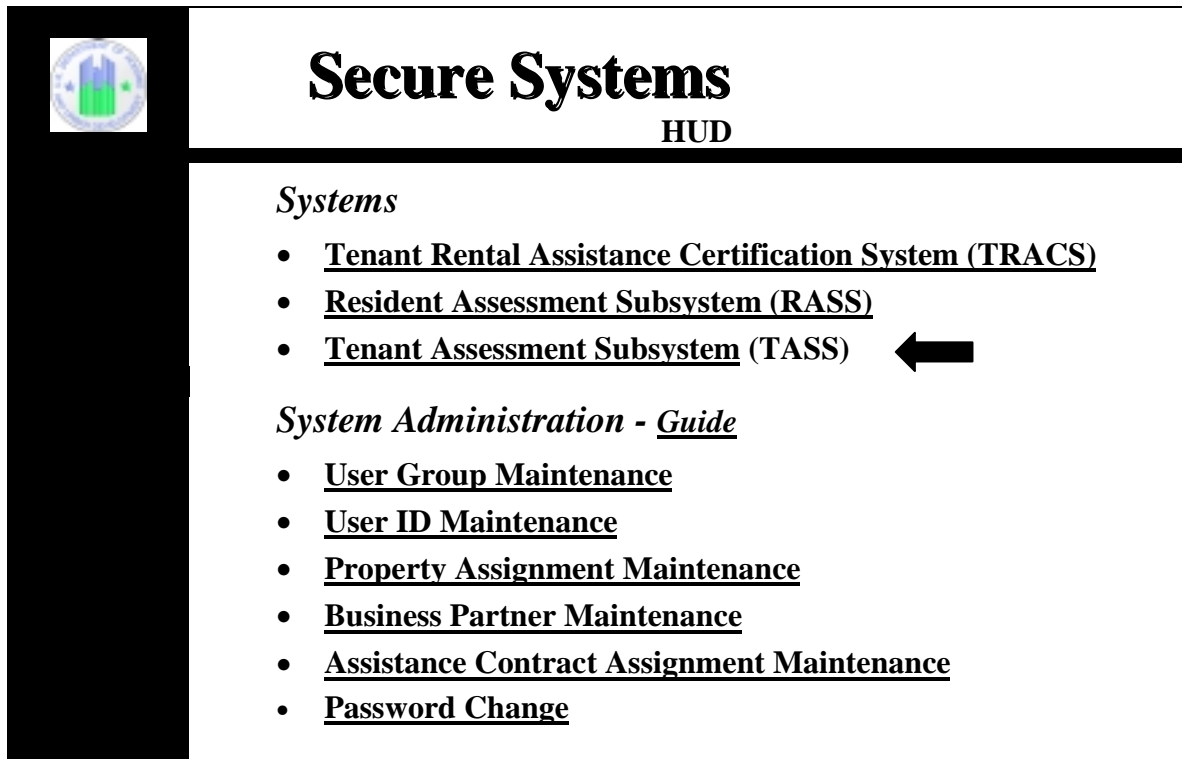 Secure Systems
HUD
Systems
• Tenant Rental Assistance Certification System (TRACS)
• Resident Assessment Subsystem (RASS)
• Tenant Assessment Subsystem (TASS)
System Administration - Guide
• User Group Maintenance
• User ID Maintenance
• Property Assignment Maintenance
• Business Partner Maintenance
• Assistance Contract Assignment Maintenance
• Password Change